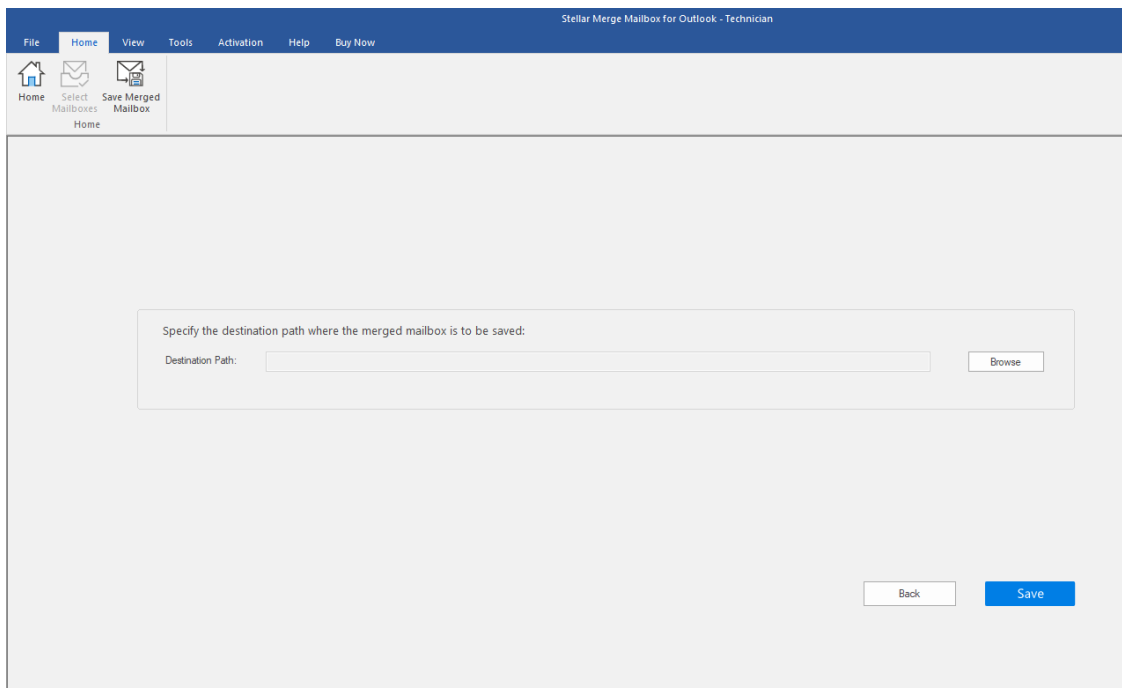 Stellar Merge Mailbox for Outlook - Technician
File Home View Tools Activation Help Buy Now
Home Select Save Merged
Mailboxes Mailbox
Home
Specify the destination path where the merged mailbox is to be saved:
Destination Path: Browse
Back Save